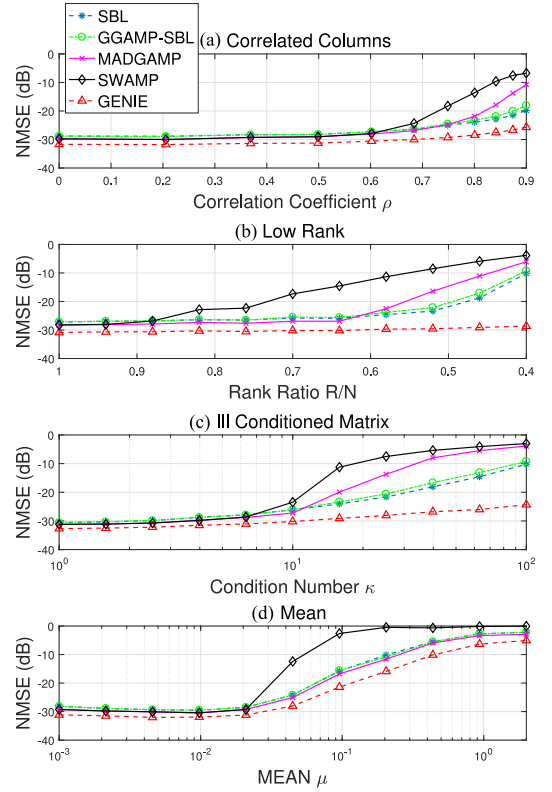 SBL
GGAMP-SBL
MADGAMP
SWAMP
GENIE
(a) Correlated Columns
0
-10
-20
-30
-40
NMSE (dB)
0 0.1 0.2 0.3 0.4 0.5 0.6 0.7 0.8 0.9
Correlation Coefficient ρ
(b) Low Rank
0
-10
-20
-30
-40
NMSE (dB)
1 0.9 0.8 0.7 0.6 0.5 0.4
Rank Ratio R/N
(c) Ill Conditioned Matrix
0
-10
-20
-30
-40
NMSE (dB)
10^0 10^1 10^2
Condition Number κ
(d) Mean
0
-10
-20
-30
-40
NMSE (dB)
10^-3 10^-2 10^-1 10^0
MEAN μ